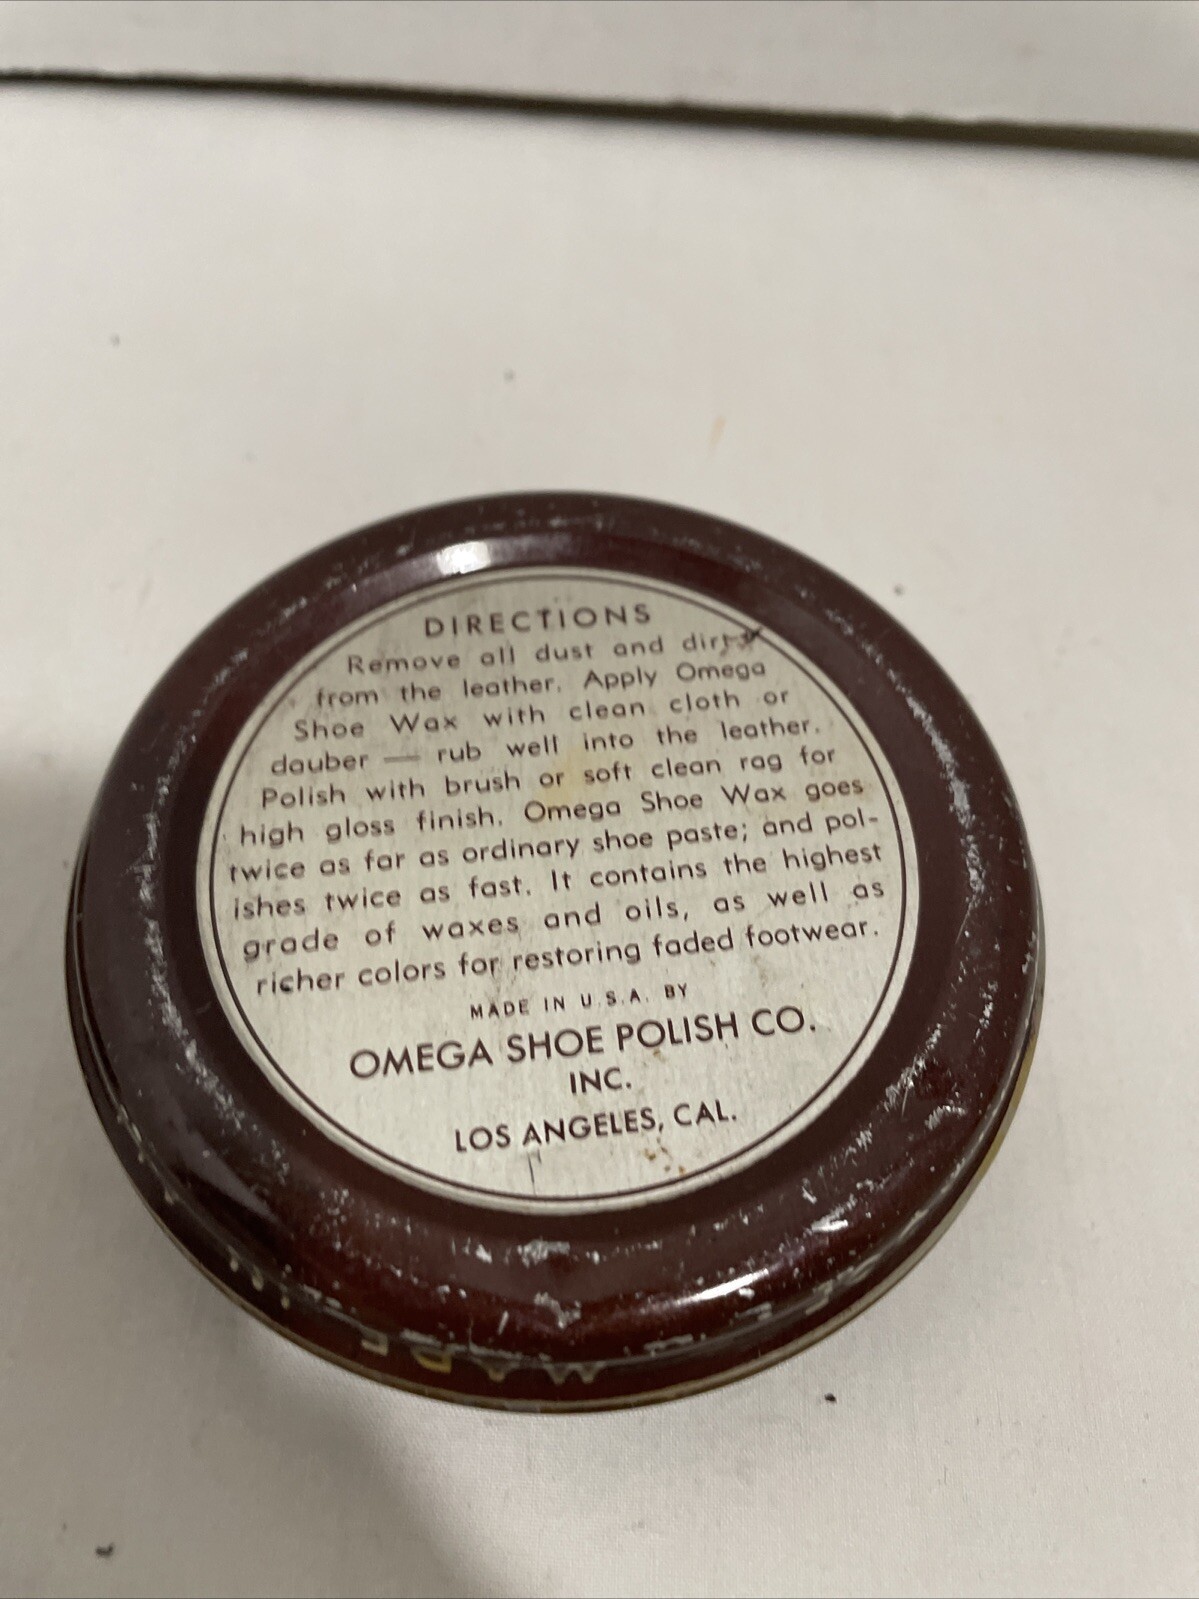 DIRECTIONS
Remove all dust and dirt
from the leather. Apply Omega
Shoe Wax with clean cloth or
dauber — rub well into the leather.
Polish with brush or soft clean rag for
high gloss finish. Omega Shoe Wax goes
twice as far as ordinary shoe paste; and pol-
ishes twice as fast. It contains the highest
grade of waxes and oils, as well as
richer colors for restoring faded footwear.
MADE IN U.S.A. BY
OMEGA SHOE POLISH CO.
INC.
LOS ANGELES, CAL.